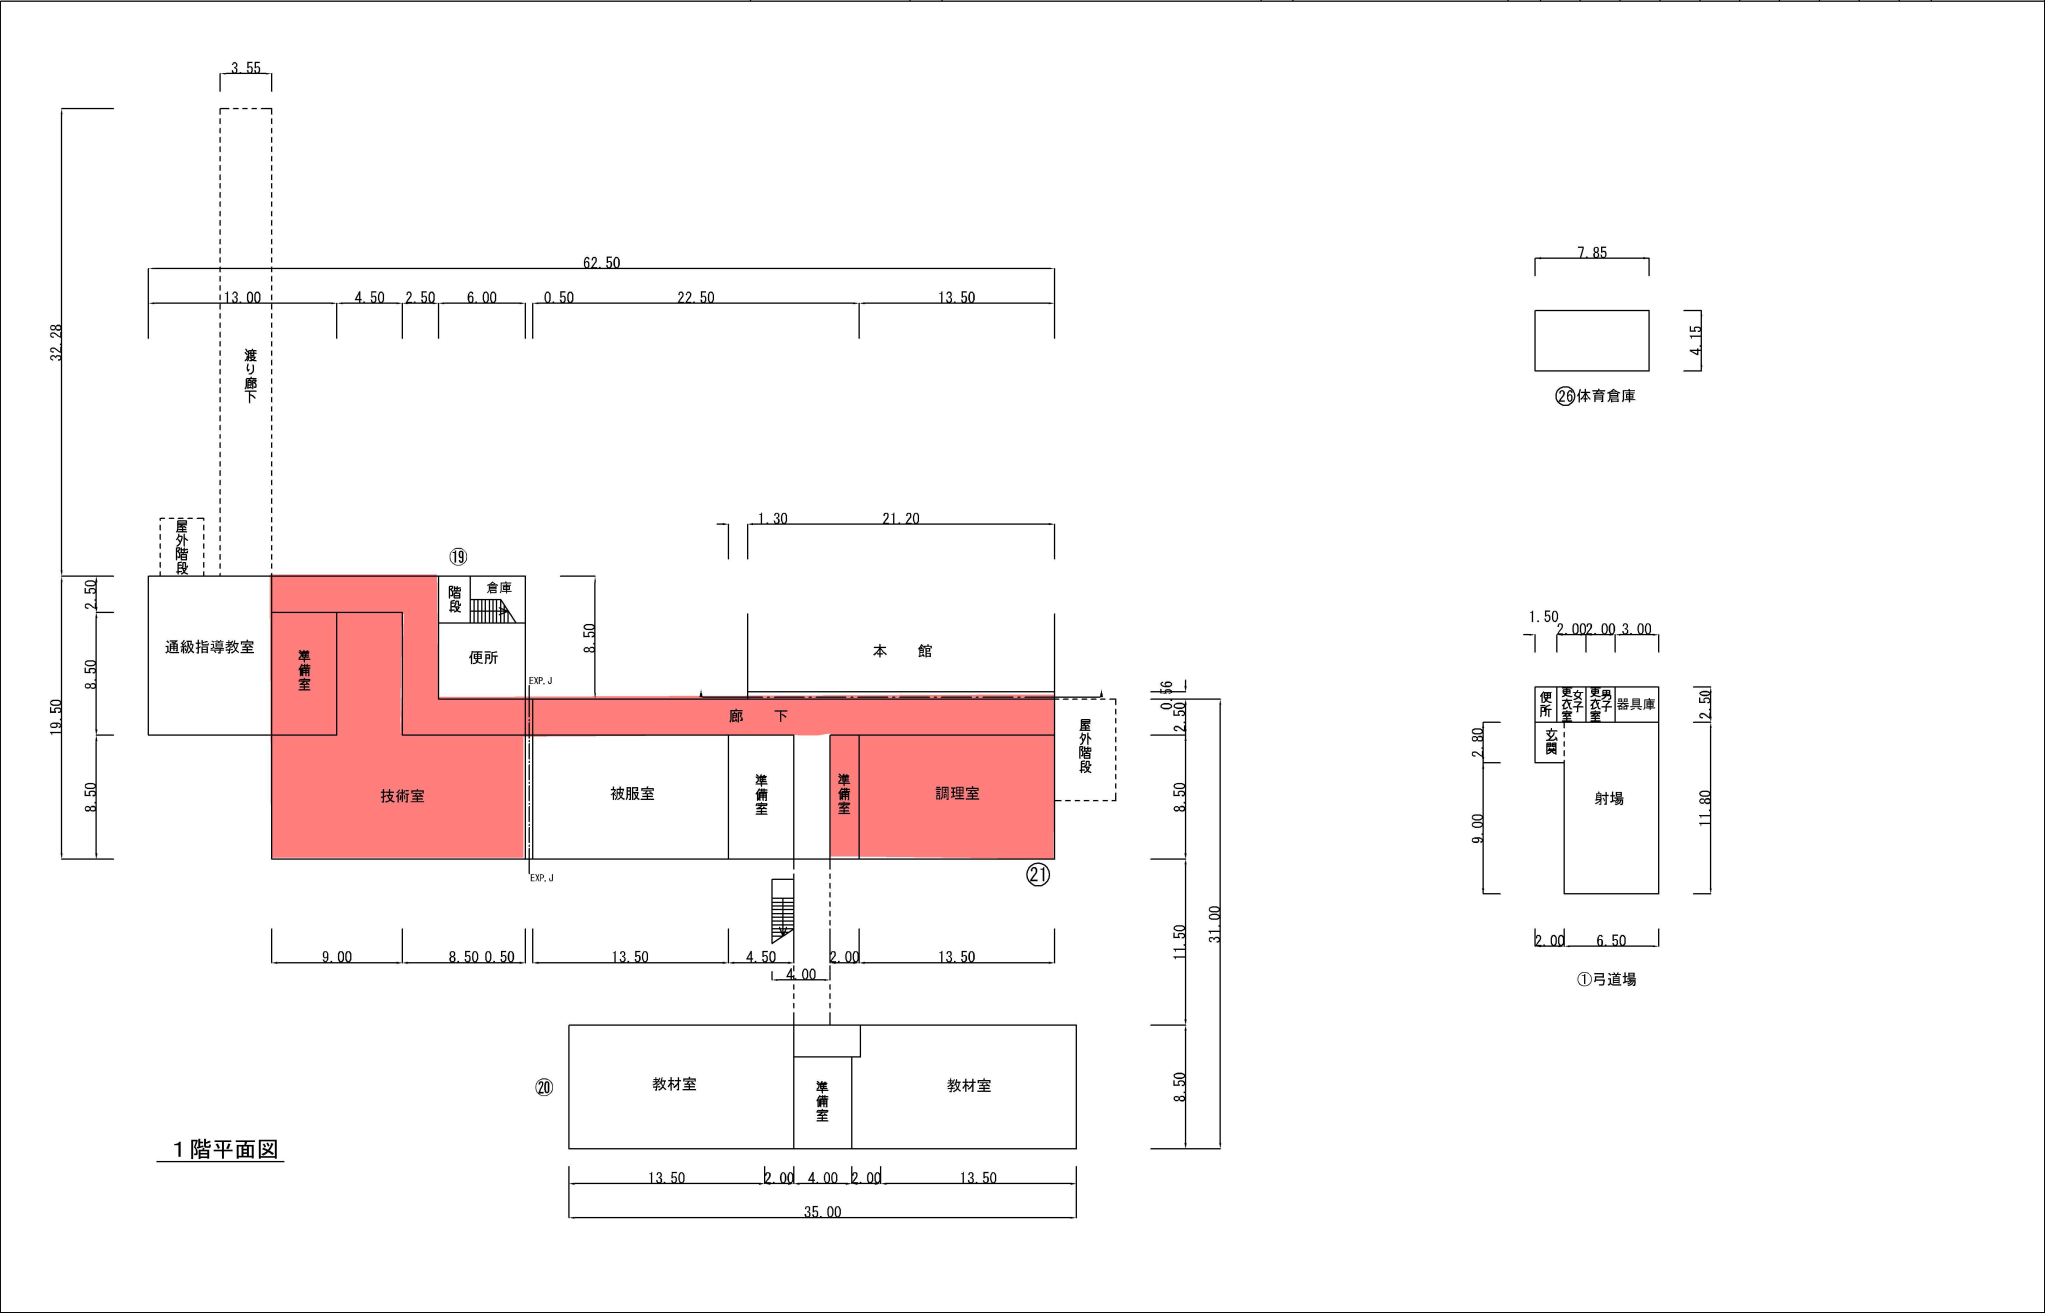 3.55
62.50
13.00 4.50 2.50 6.00 0.50 22.50 13.50
7.85
4.15
㉖体育倉庫
32.28
渡り廊下
屋外階段
1.30 21.20
⑲
2.50
8.50
19.50
8.50
階段
倉庫
8.50
通級指導教室
準備室
便所
EXP.J
本 館
0.56
2.50
廊 下
屋外階段
技術室
被服室
準備室
準備室
調理室
8.50
EXP.J
㉑
11.50
31.00
9.00 8.50 0.50 13.50 4.50 2.00 13.50
4.00
⑳
教材室
準備室
教材室
8.50
13.50 2.00 4.00 2.00 13.50
35.00
1階平面図
1.50
2.00 2.00 3.00
便所
女子更衣室
男子更衣室
器具庫
2.50
2.80
玄関
射場
9.00
11.80
2.00 6.50
①弓道場